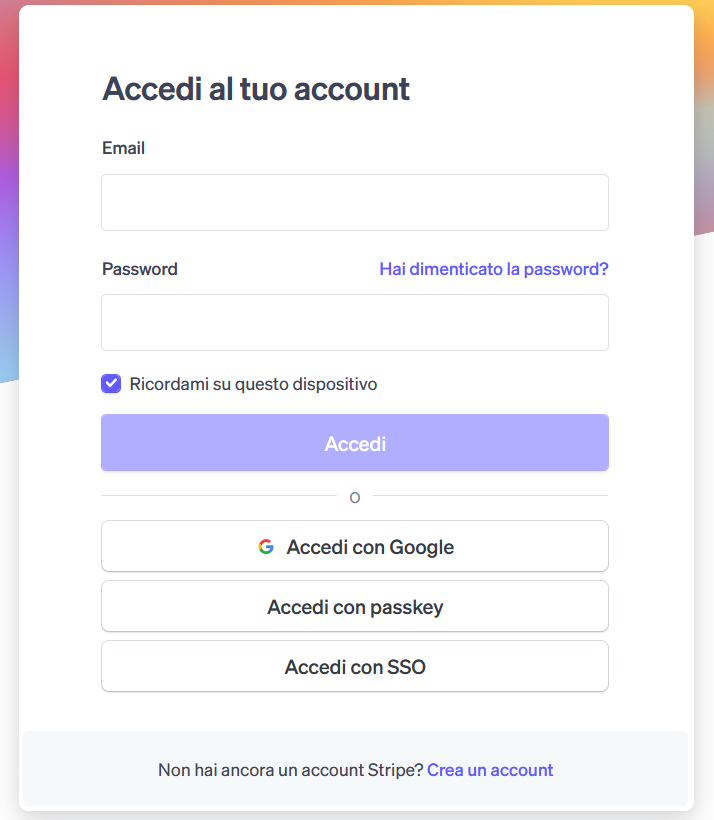 Accedi al tuo account
Email
Password Hai dimenticato la password?
Ricordami su questo dispositivo
Accedi
O
Accedi con Google
Accedi con passkey
Accedi con SSO
Non hai ancora un account Stripe? Crea un account